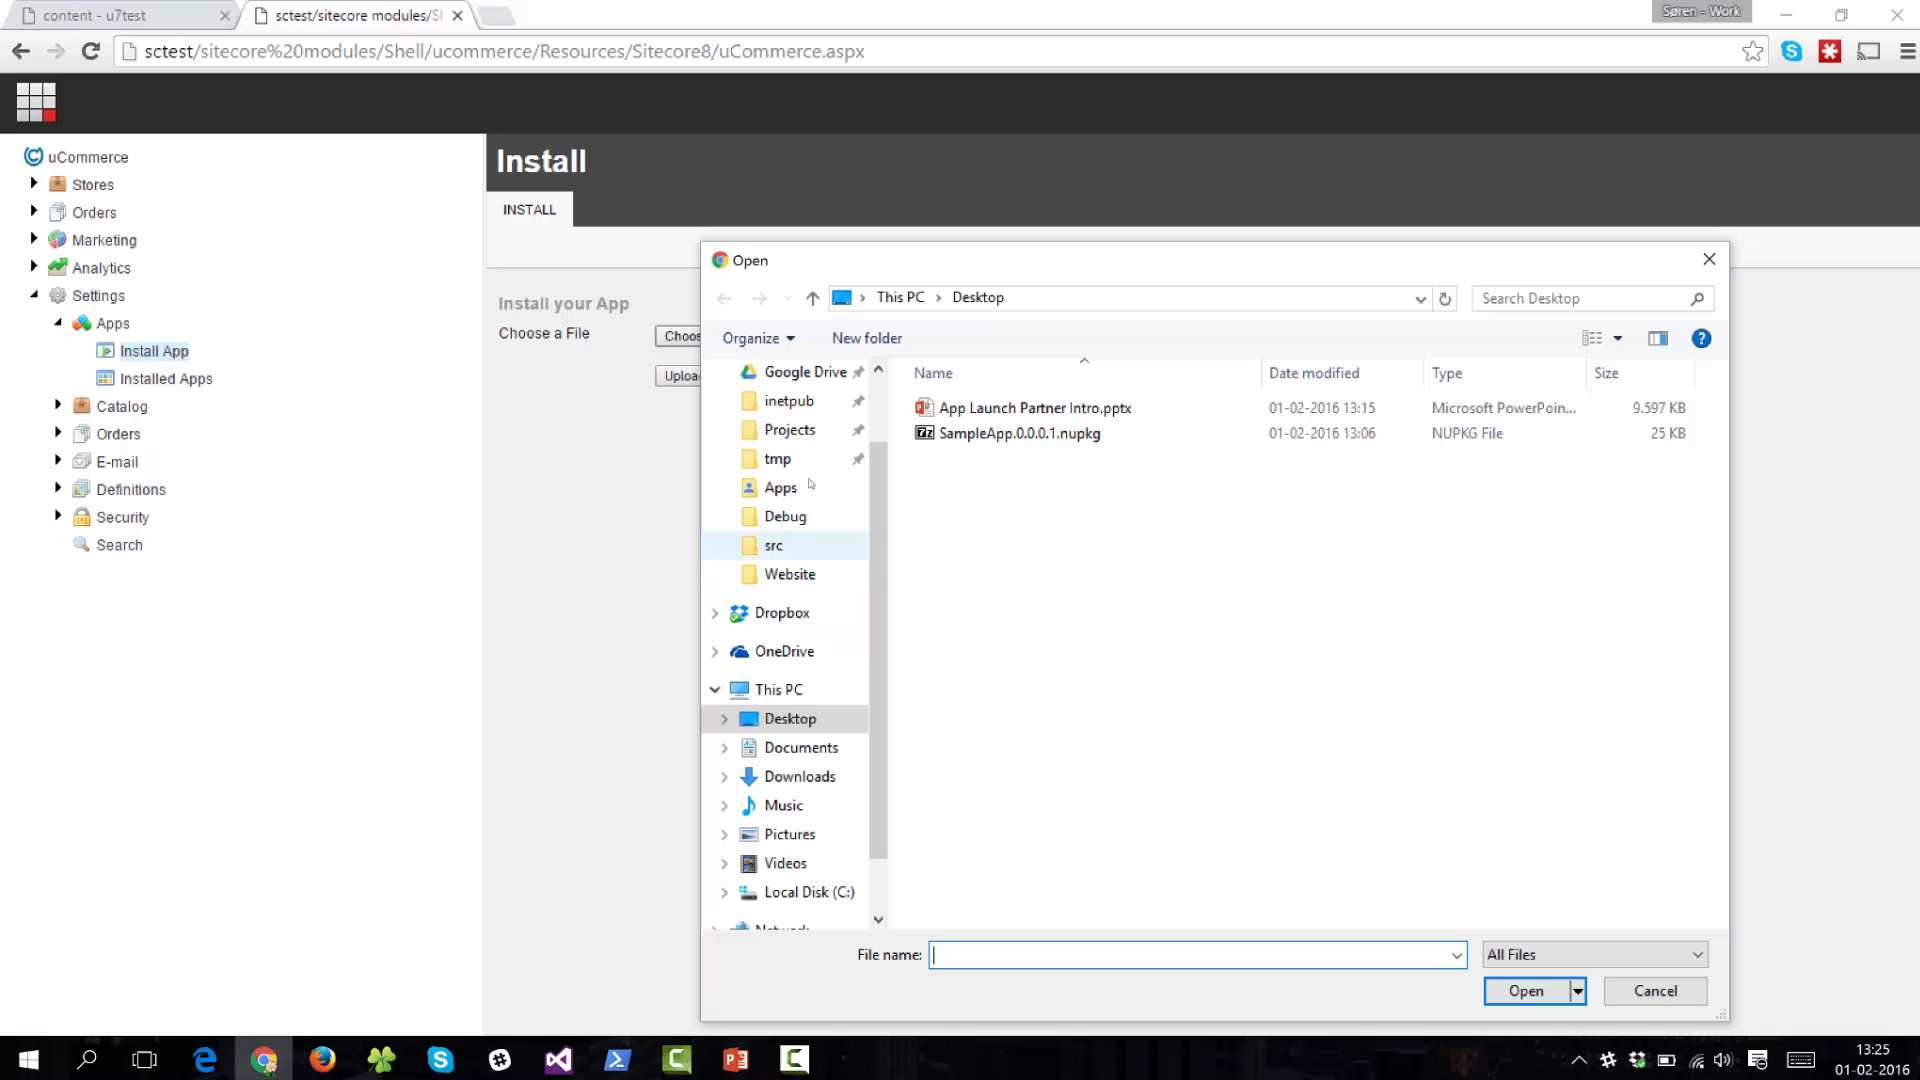 content - u7test
sctest/sitecore modules/S
Søren - Work
sctest/sitecore%20modules/Shell/ucommerce/Resources/Sitecore8/uCommerce.aspx
uCommerce
Stores
Orders
Marketing
Analytics
Settings
Apps
Install App
Installed Apps
Catalog
Orders
E-mail
Definitions
Security
Search
Install
INSTALL
Install your App
Choose a File
Choos
Uploa
Open
This PC > Desktop
Search Desktop
Organize
New folder
Google Drive
inetpub
Projects
tmp
Apps
Debug
src
Website
Dropbox
OneDrive
This PC
Desktop
Documents
Downloads
Music
Pictures
Videos
Local Disk (C:)
Network
Name Date modified Type Size
App Launch Partner Intro.pptx 01-02-2016 13:15 Microsoft PowerPoin... 9.597 KB
SampleApp.0.0.0.1.nupkg 01-02-2016 13:06 NUPKG File 25 KB
File name:
All Files
Open
Cancel
13:25
01-02-2016